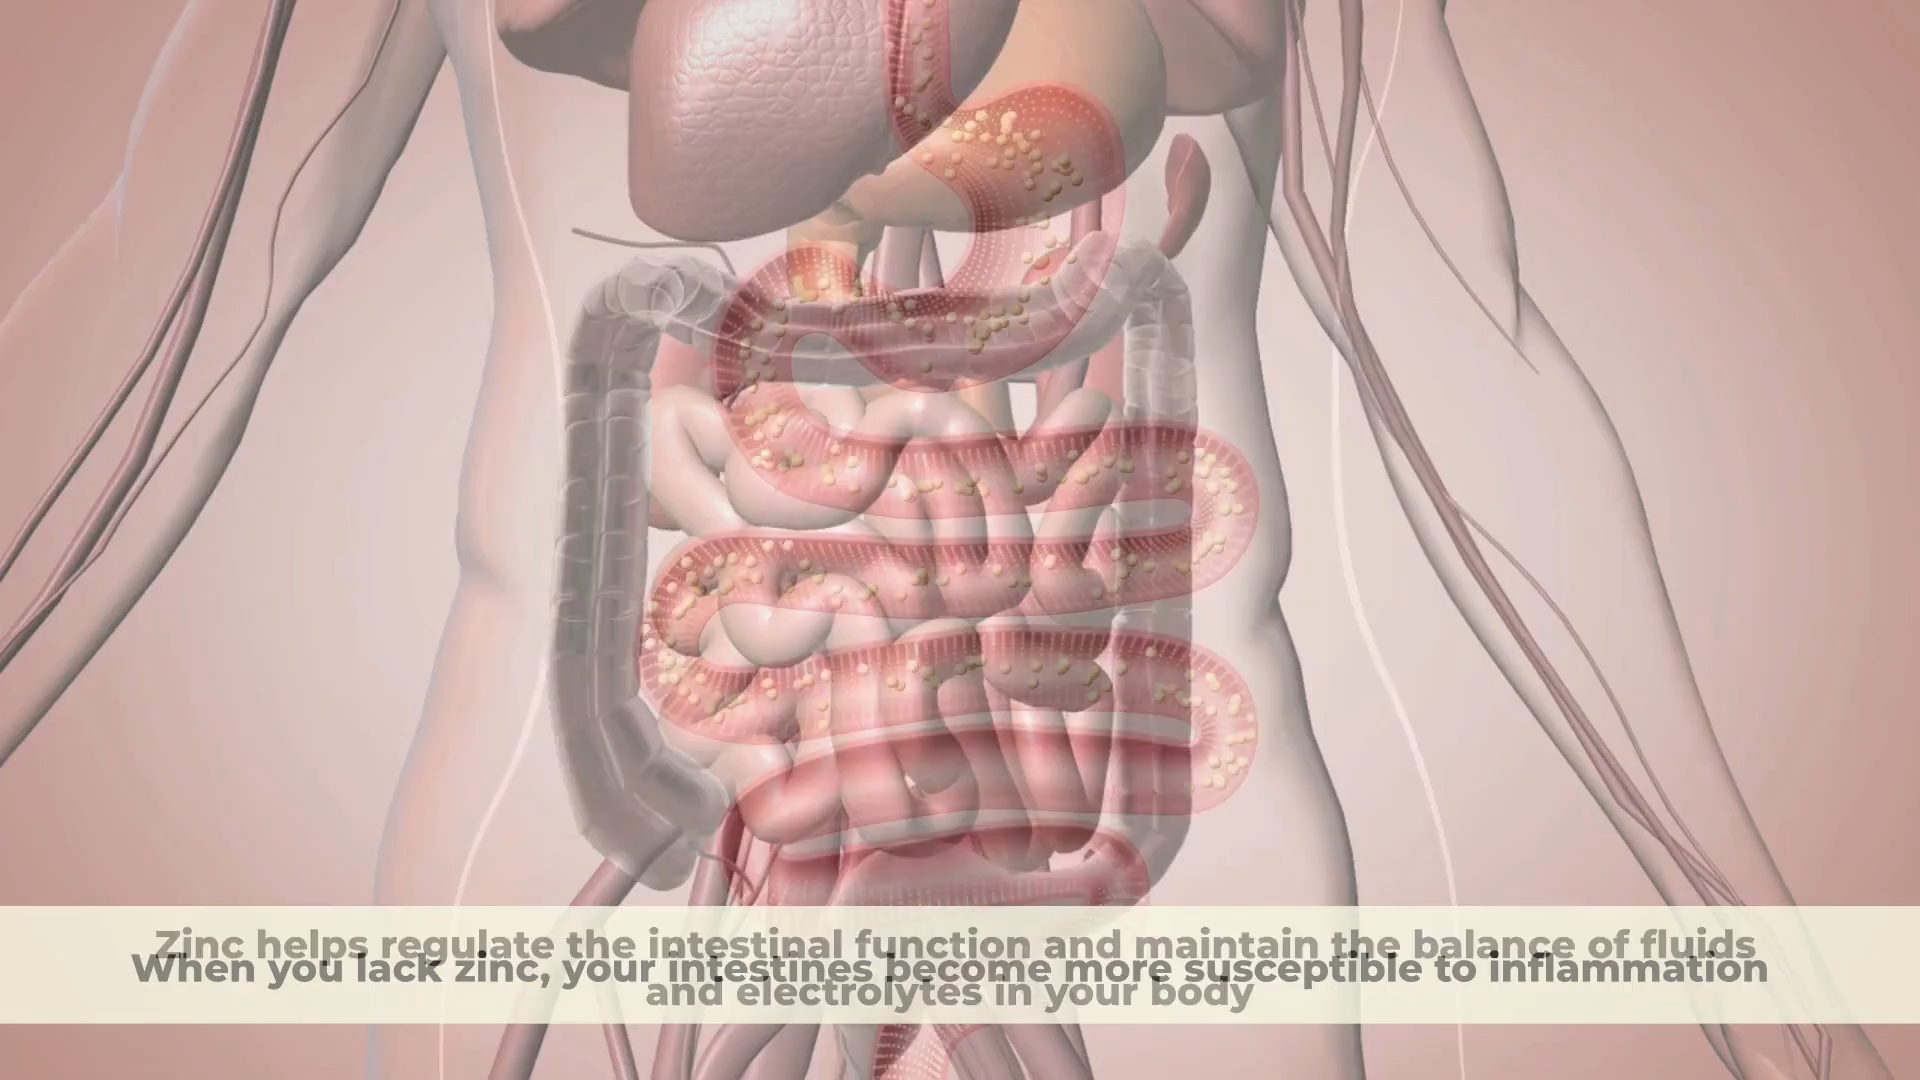 Zinc helps regulate the intestinal function and maintain the balance of fluids
and electrolytes in your body
When you lack zinc, your intestines become more susceptible to inflammation